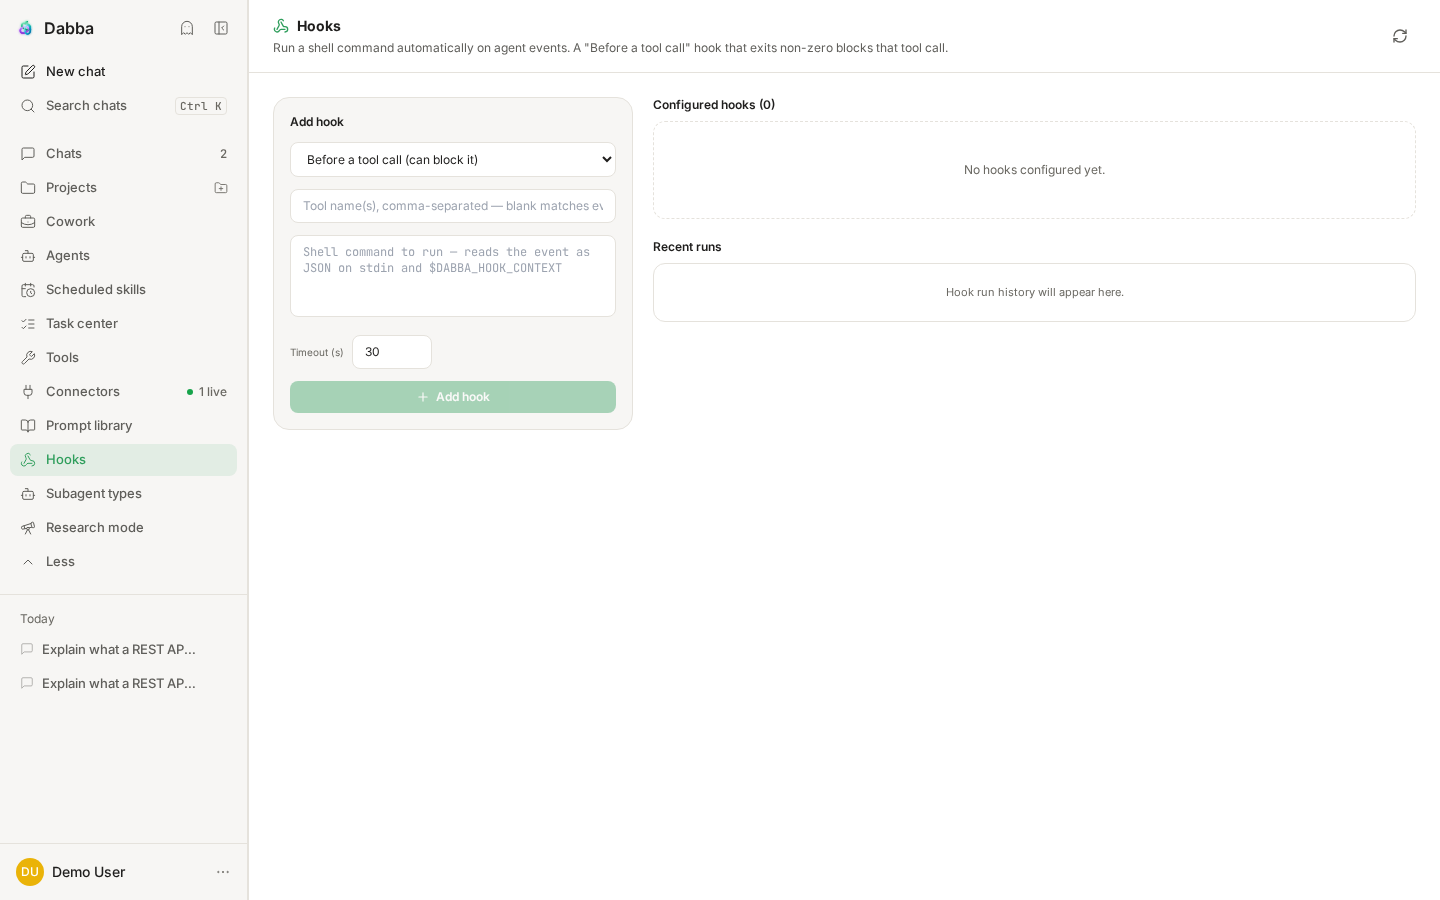 Dabba
New chat
Search chats
Ctrl K
Chats
2
Projects
Cowork
Agents
Scheduled skills
Task center
Tools
Connectors
1 live
Prompt library
Hooks
Subagent types
Research mode
Less
Today
Explain what a REST AP...
Explain what a REST AP...
DU
Demo User
Hooks
Run a shell command automatically on agent events. A "Before a tool call" hook that exits non-zero blocks that tool call.
Add hook
Before a tool call (can block it)
Tool name(s), comma-separated — blank matches ev
Shell command to run — reads the event as
JSON on stdin and $DABBA_HOOK_CONTEXT
Timeout (s)
30
Add hook
Configured hooks (0)
No hooks configured yet.
Recent runs
Hook run history will appear here.